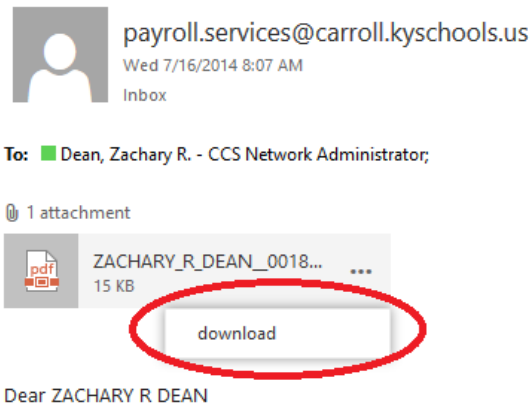 payroll.services@carroll.kyschools.us
Wed 7/16/2014 8:07 AM
Inbox
To: Dean, Zachary R. - CCS Network Administrator;
1 attachment
pdf
ZACHARY_R_DEAN__0018... ...
15 KB
download
Dear ZACHARY R DEAN